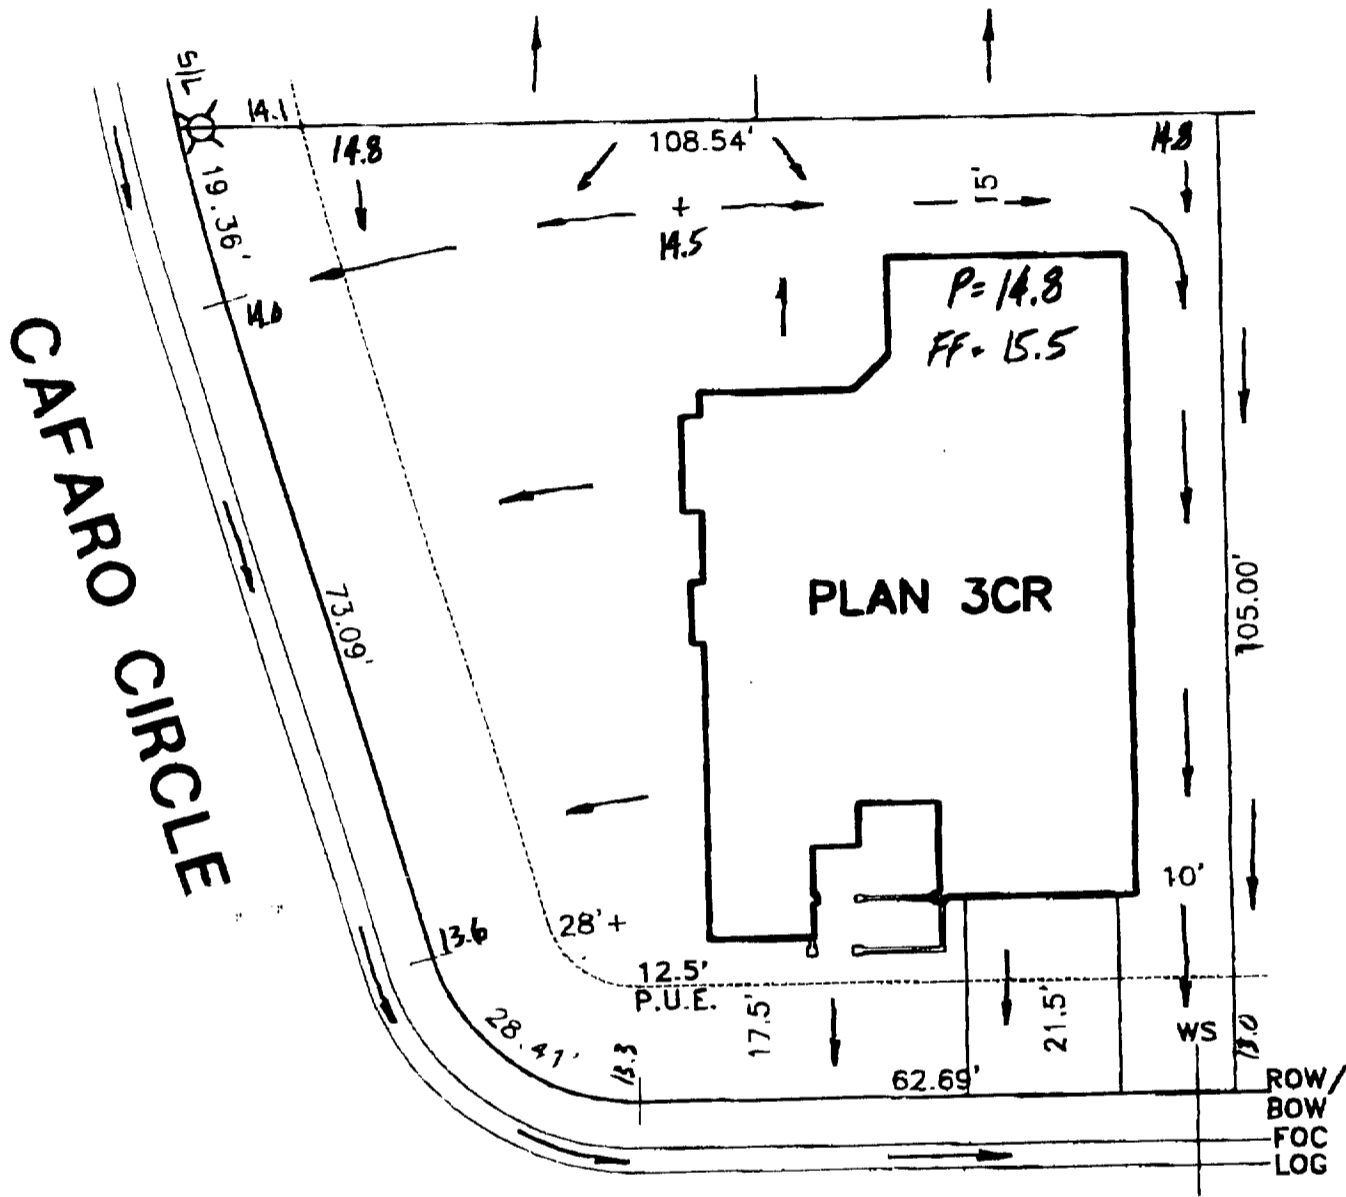 S/L
14.1
108.54'
14.8
14.8
19.36'
15'
+
14.5
14.0
P= 14.8
FF= 15.5
CAFARO CIRCLE
73.09'
PLAN 3CR
105.00'
10'
13.6
28'+
12.5'
P.U.E.
28.41'
13.3
17.5'
21.5'
WS
13.0
62.69'
ROW/
BOW
FOC
LOG